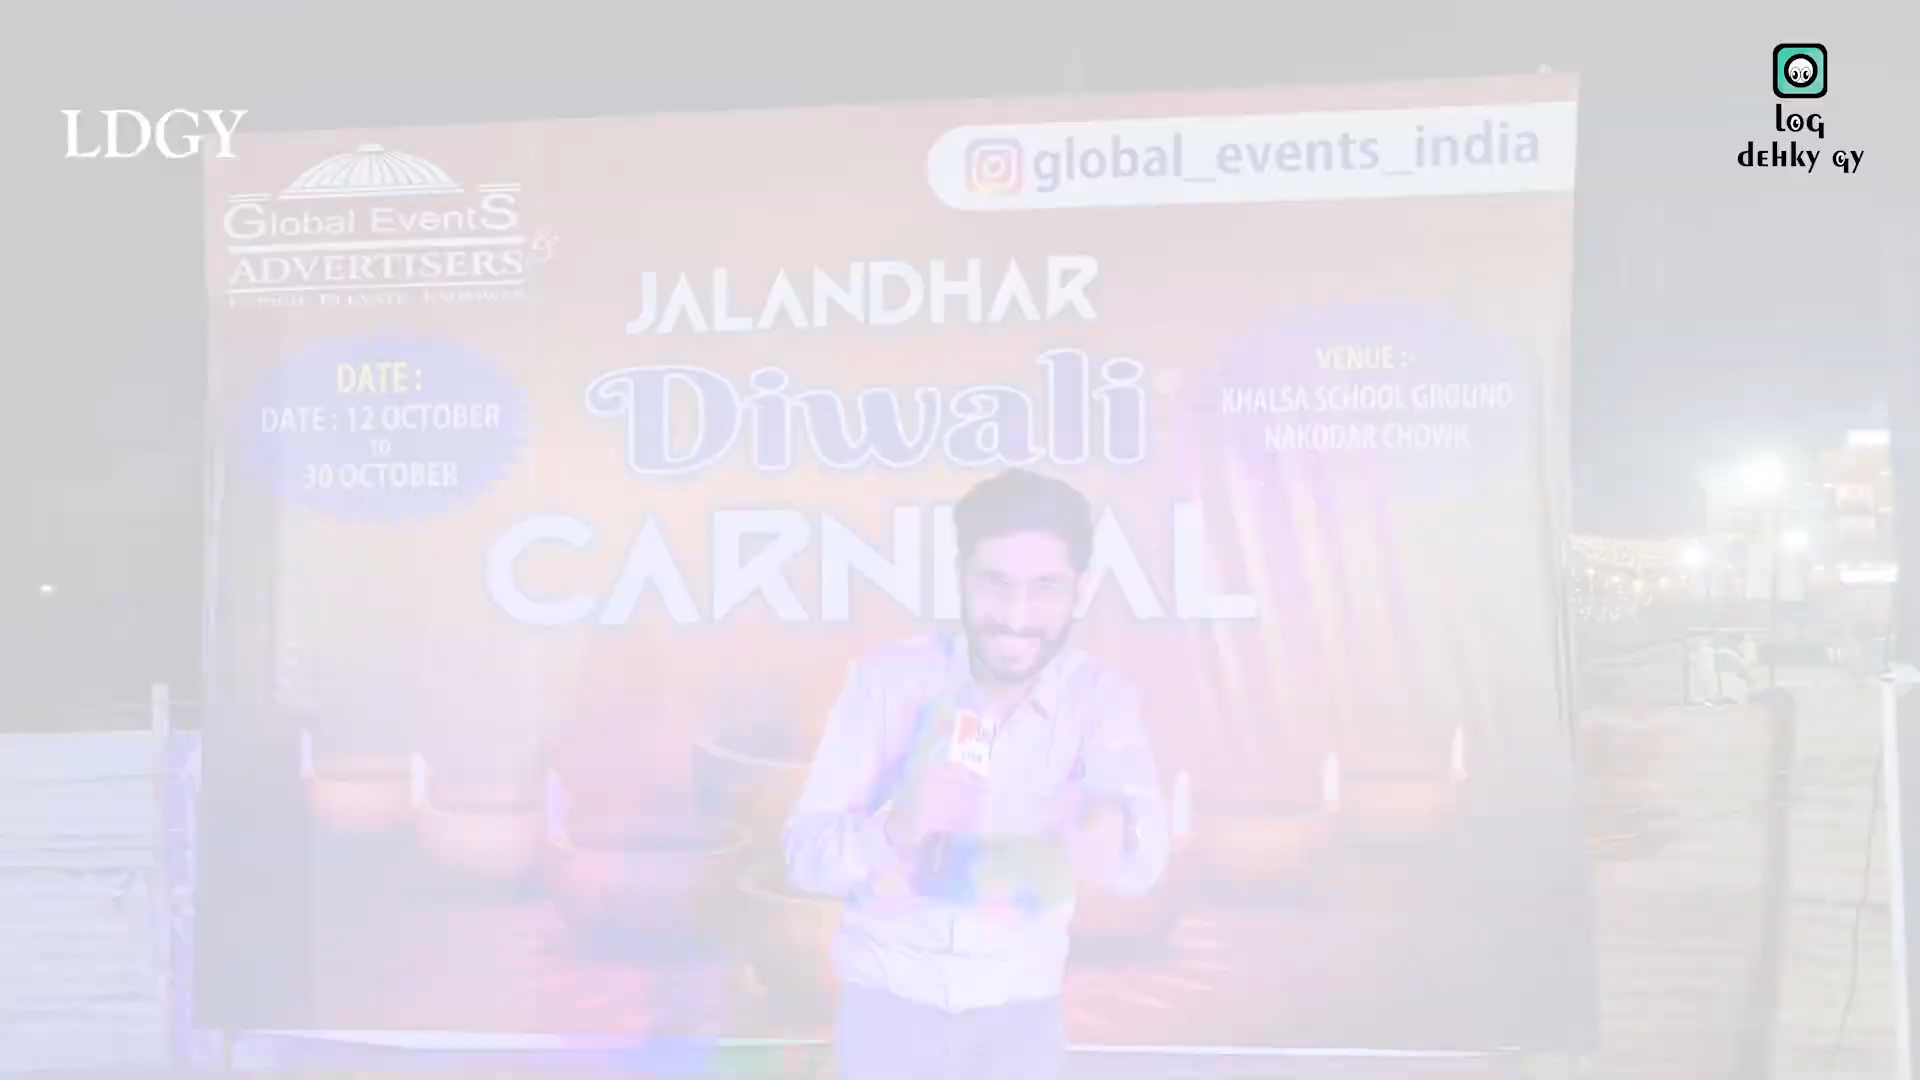 LDGY
log
dehky gy
global_events_india
Global Events &
ADVERTISERS
JALANDHAR
Diwali
DATE :
DATE : 12 OCTOBER
TO
30 OCTOBER
VENUE :-
KHALSA SCHOOL GROUND
NAKODAR CHOWK